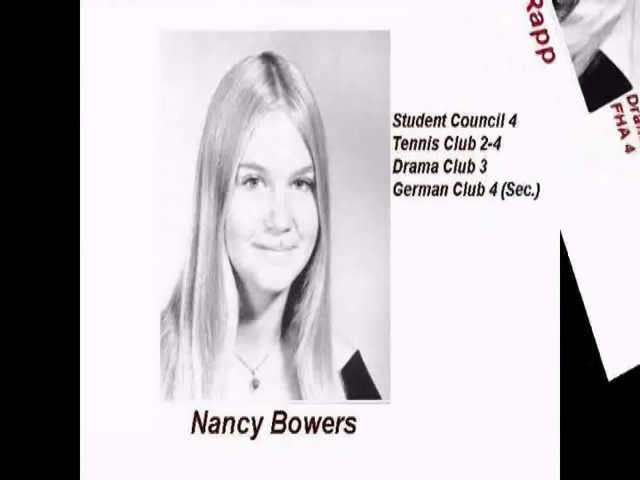 Student Council 4
Tennis Club 2-4
Drama Club 3
German Club 4 (Sec.)
Nancy Bowers
Rapp
FHA 4